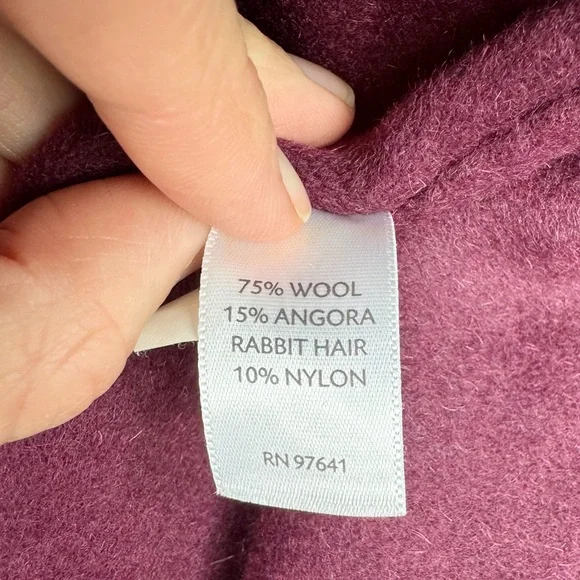 75% WOOL
15% ANGORA
RABBIT HAIR
10% NYLON
RN 97641